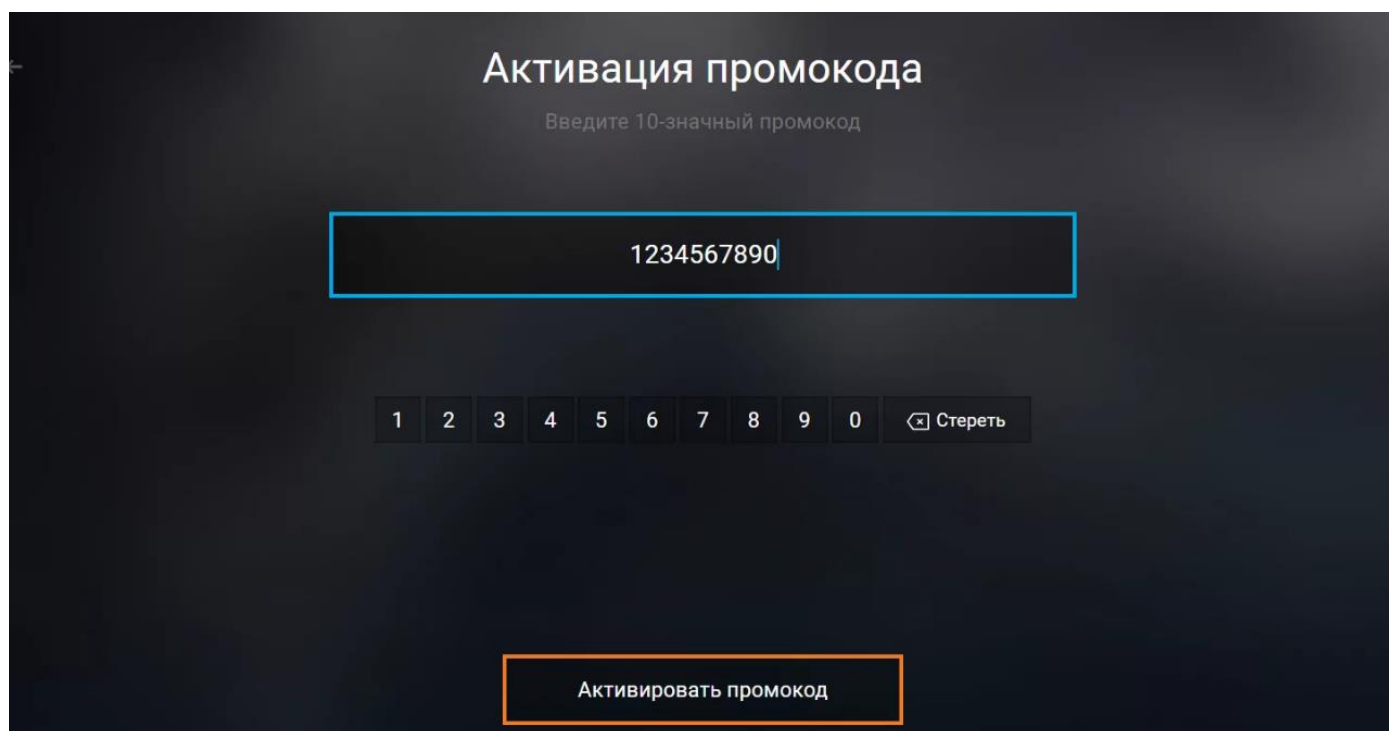 Активация промокода
Введите 10-значный промокод
1234567890
1 2 3 4 5 6 7 8 9 0 Стереть
Активировать промокод